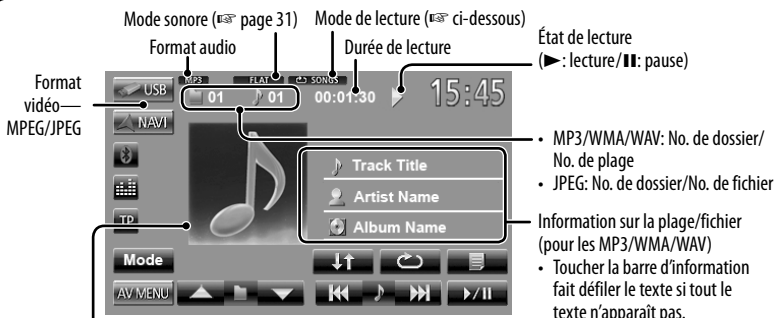 Mode sonore (☞ page 31)
Mode de lecture (☞ ci-dessous)
Format audio
Durée de lecture
État de lecture
(►: lecture/❚❚: pause)
Format
vidéo—
MPEG/JPEG
USB
MP3
FLAT
SONGS
01
01
00:01:30
15:45
NAVI
TP
Track Title
Artist Name
Album Name
Mode
AV MENU
• MP3/WMA/WAV: No. de dossier/
No. de plage
• JPEG: No. de dossier/No. de fichier
Information sur la plage/fichier
(pour les MP3/WMA/WAV)
• Toucher la barre d’information
fait défiler le texte si tout le
texte n’apparaît pas.